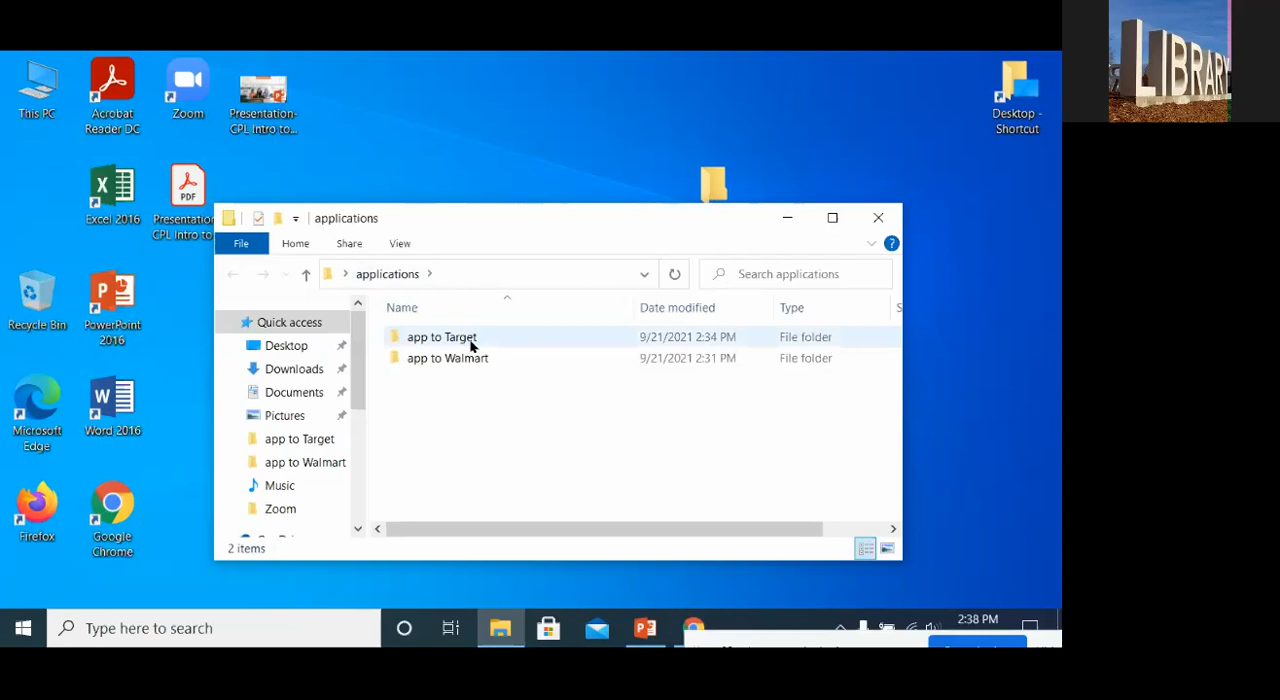 This PC
Acrobat
Reader DC
Zoom
Presentation-
CPL Intro to...
Desktop -
Shortcut
LIBRARY
Excel 2016
PDF
Presentation
CPL Intro to
Recycle Bin
PowerPoint
2016
Microsoft
Edge
Word 2016
Firefox
Google
Chrome
applications
File
Home
Share
View
applications
Search applications
Name
Date modified
Type
S
Quick access
Desktop
Downloads
Documents
Pictures
app to Target
app to Walmart
Music
Zoom
app to Target 9/21/2021 2:34 PM File folder
app to Walmart 9/21/2021 2:31 PM File folder
2 items
Type here to search
2:38 PM